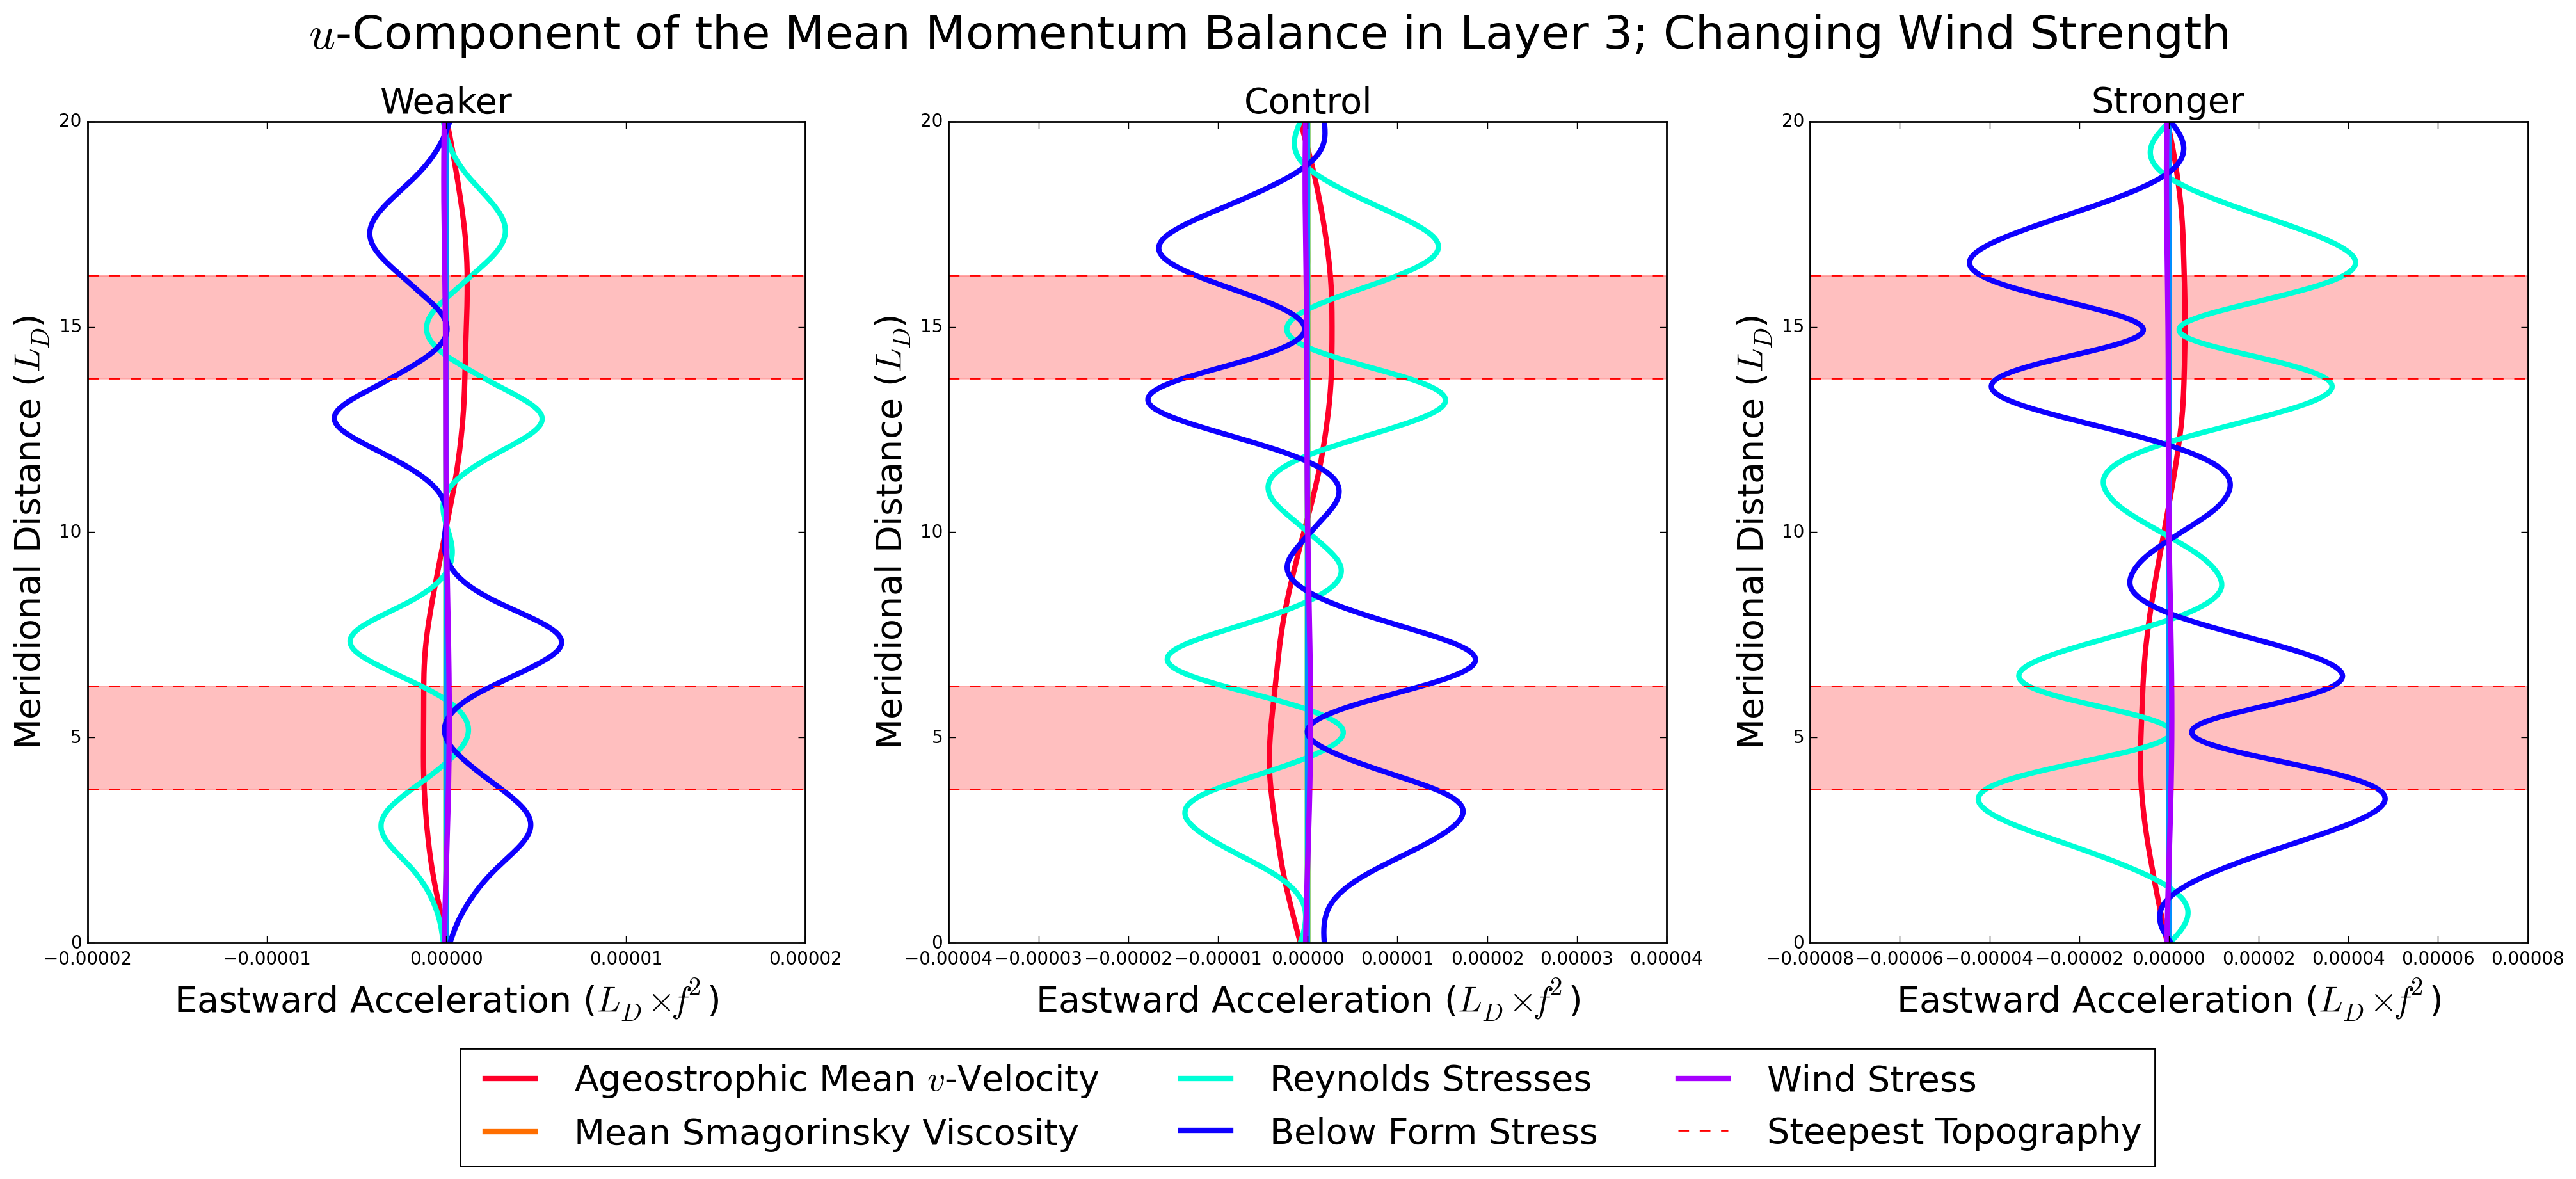 u-Component of the Mean Momentum Balance in Layer 3; Changing Wind Strength
Weaker
Control
Stronger
Meridional Distance (L_D)
20
15
10
5
0
−0.00002 −0.00001 0.00000 0.00001 0.00002
Eastward Acceleration (L_D × f²)
Meridional Distance (L_D)
20
15
10
5
0
−0.00004 −0.00003 −0.00002 −0.00001 0.00000 0.00001 0.00002 0.00003 0.00004
Eastward Acceleration (L_D × f²)
Meridional Distance (L_D)
20
15
10
5
0
−0.00008 −0.00006 −0.00004 −0.00002 0.00000 0.00002 0.00004 0.00006 0.00008
Eastward Acceleration (L_D × f²)
Ageostrophic Mean v-Velocity
Mean Smagorinsky Viscosity
Reynolds Stresses
Below Form Stress
Wind Stress
Steepest Topography